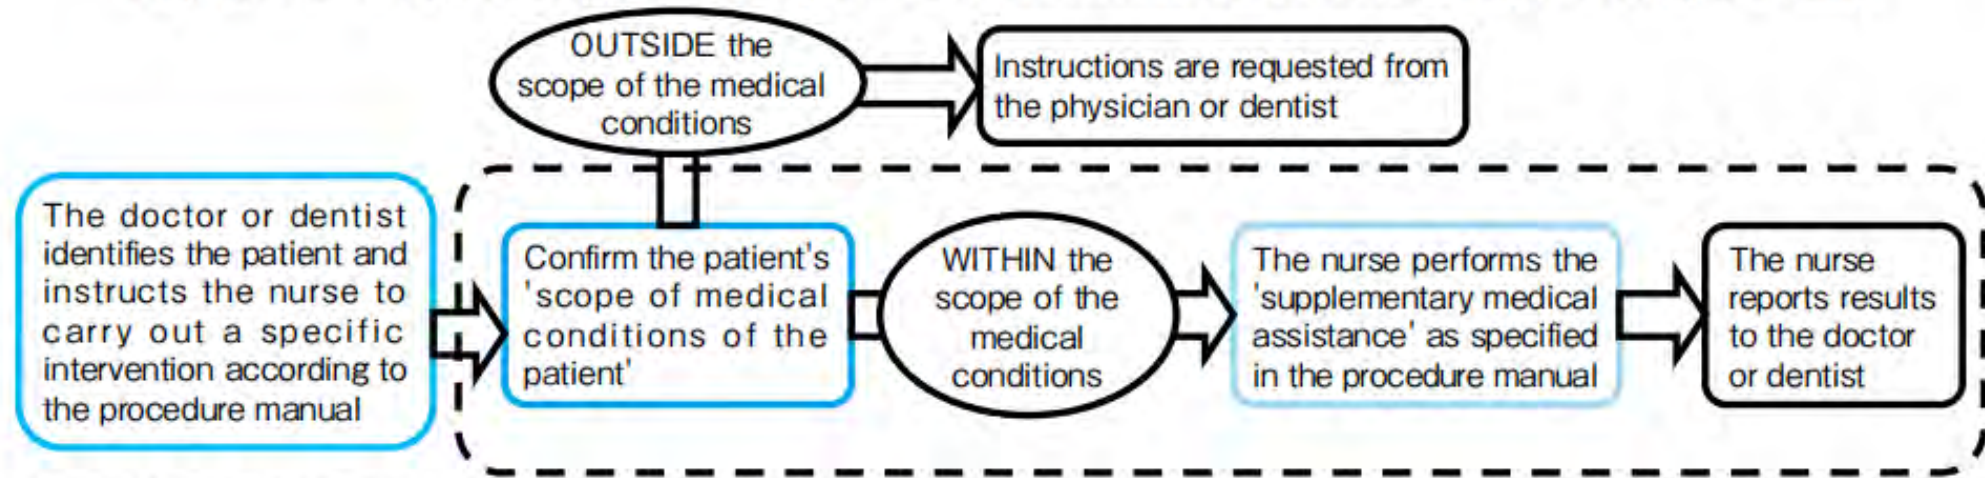 OUTSIDE the
scope of the medical
conditions
Instructions are requested from
the physician or dentist
The doctor or dentist
identifies the patient and
instructs the nurse to
carry out a specific
intervention according to
the procedure manual
Confirm the patient's
'scope of medical
conditions of the
patient'
WITHIN the
scope of the
medical
conditions
The nurse performs the
'supplementary medical
assistance' as specified
in the procedure manual
The nurse
reports results
to the doctor
or dentist